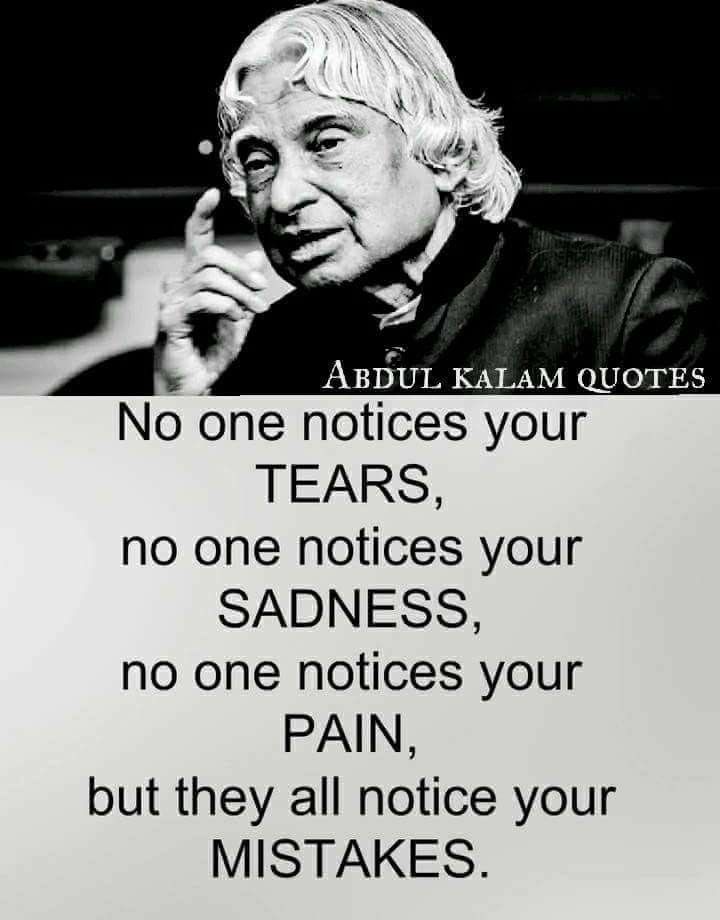 ABDUL KALAM QUOTES
No one notices your
TEARS,
no one notices your
SADNESS,
no one notices your
PAIN,
but they all notice your
MISTAKES.